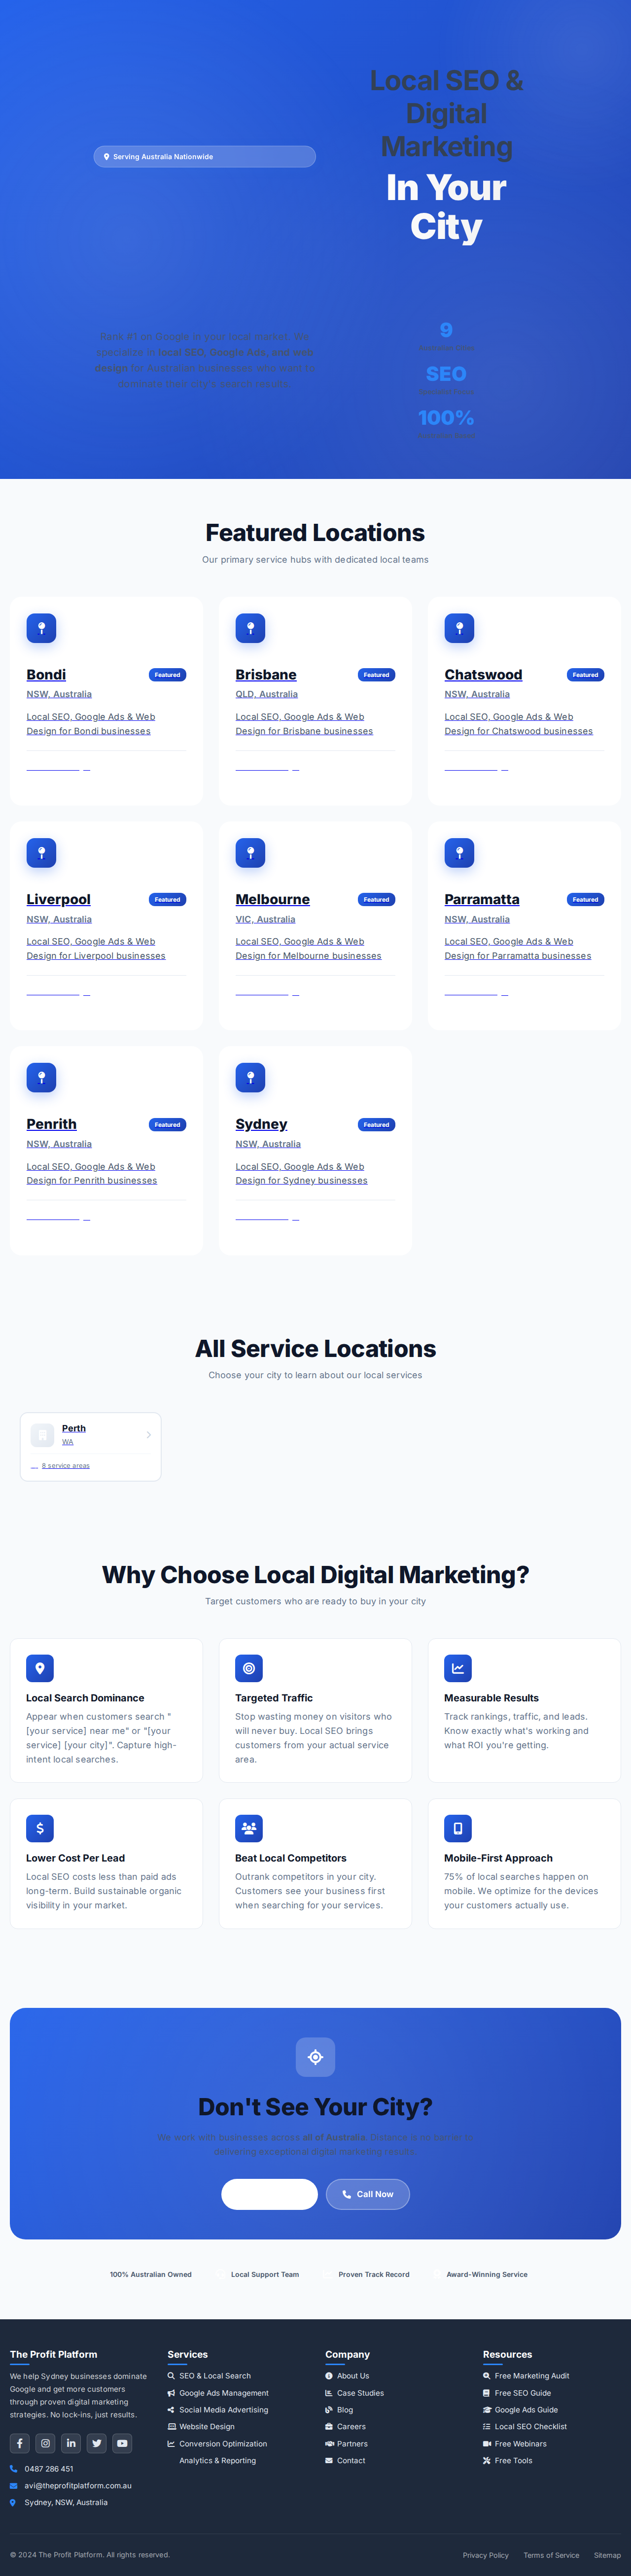 Serving Australia Nationwide
Local SEO &
Digital
Marketing
In Your
City
Rank #1 on Google in your local market. We
specialize in local SEO, Google Ads, and web
design for Australian businesses who want to
dominate their city's search results.
9
SEO
100%
Featured Locations
Our primary service hubs with dedicated local teams
Bondi
Featured
NSW, Australia
Local SEO, Google Ads & Web
Design for Bondi businesses
Brisbane
Featured
QLD, Australia
Local SEO, Google Ads & Web
Design for Brisbane businesses
Chatswood
Featured
NSW, Australia
Local SEO, Google Ads & Web
Design for Chatswood businesses
Liverpool
Featured
NSW, Australia
Local SEO, Google Ads & Web
Design for Liverpool businesses
Melbourne
Featured
VIC, Australia
Local SEO, Google Ads & Web
Design for Melbourne businesses
Parramatta
Featured
NSW, Australia
Local SEO, Google Ads & Web
Design for Parramatta businesses
Penrith
Featured
NSW, Australia
Local SEO, Google Ads & Web
Design for Penrith businesses
Sydney
Featured
NSW, Australia
Local SEO, Google Ads & Web
Design for Sydney businesses
All Service Locations
Choose your city to learn about our local services
Perth
WA
8 service areas
Why Choose Local Digital Marketing?
Target customers who are ready to buy in your city
Local Search Dominance
Appear when customers search "
[your service] near me" or "[your
service] [your city]". Capture high-
intent local searches.
Targeted Traffic
Stop wasting money on visitors who
will never buy. Local SEO brings
customers from your actual service
area.
Measurable Results
Track rankings, traffic, and leads.
Know exactly what's working and
what ROI you're getting.
Lower Cost Per Lead
Local SEO costs less than paid ads
long-term. Build sustainable organic
visibility in your market.
Beat Local Competitors
Outrank competitors in your city.
Customers see your business first
when searching for your services.
Mobile-First Approach
75% of local searches happen on
mobile. We optimize for the devices
your customers actually use.
Don't See Your City?
We work with businesses across all of Australia. Distance is no barrier to
delivering exceptional digital marketing results.
Call Now
100% Australian Owned
Local Support Team
Proven Track Record
Award-Winning Service
The Profit Platform
We help Sydney businesses dominate
Google and get more customers
through proven digital marketing
strategies. No lock-ins, just results.
0487 286 451
avi@theprofitplatform.com.au
Sydney, NSW, Australia
Services
SEO & Local Search
Google Ads Management
Social Media Advertising
Website Design
Conversion Optimization
Analytics & Reporting
Company
About Us
Case Studies
Blog
Careers
Partners
Contact
Resources
Free Marketing Audit
Free SEO Guide
Google Ads Guide
Local SEO Checklist
Free Webinars
Free Tools
© 2024 The Profit Platform. All rights reserved.
Privacy Policy
Terms of Service
Sitemap